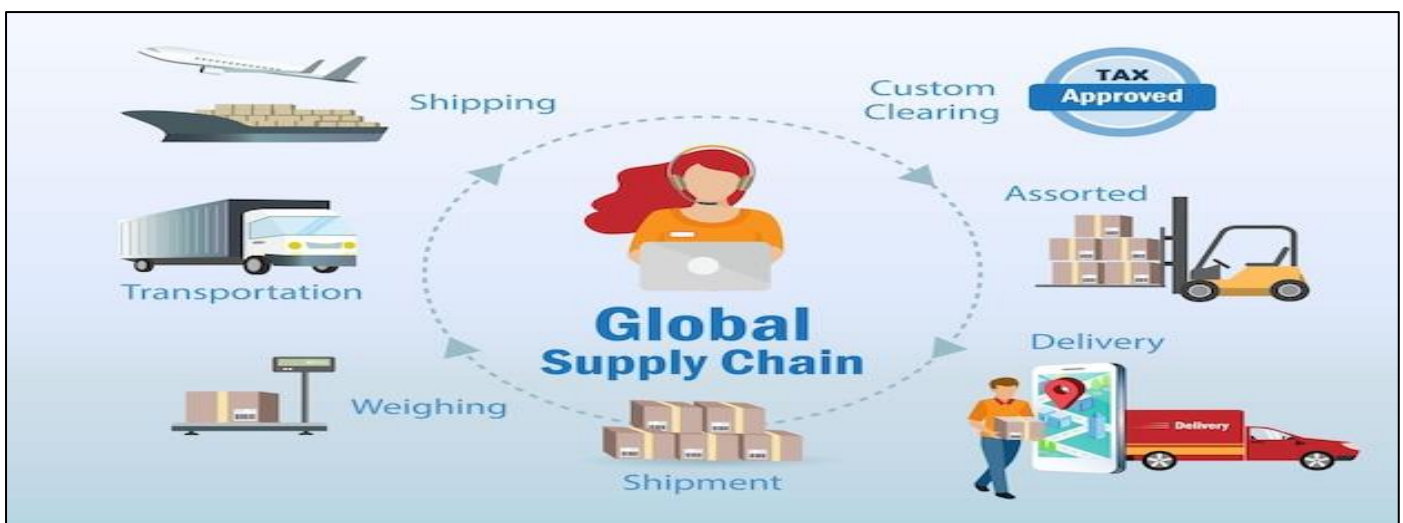 Shipping
Custom
Clearing
TAX
Approved
Transportation
Assorted
Global
Supply Chain
Delivery
Delivery
Weighing
Shipment